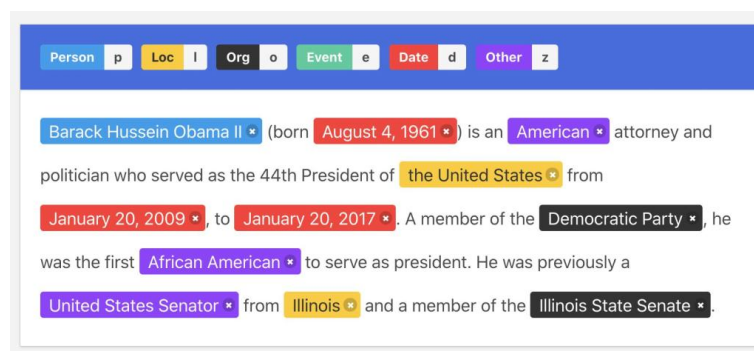 Person p Loc l Org o Event e Date d Other z
Barack Hussein Obama II (born August 4, 1961) is an American attorney and
politician who served as the 44th President of the United States from
January 20, 2009, to January 20, 2017. A member of the Democratic Party, he
was the first African American to serve as president. He was previously a
United States Senator from Illinois and a member of the Illinois State Senate.